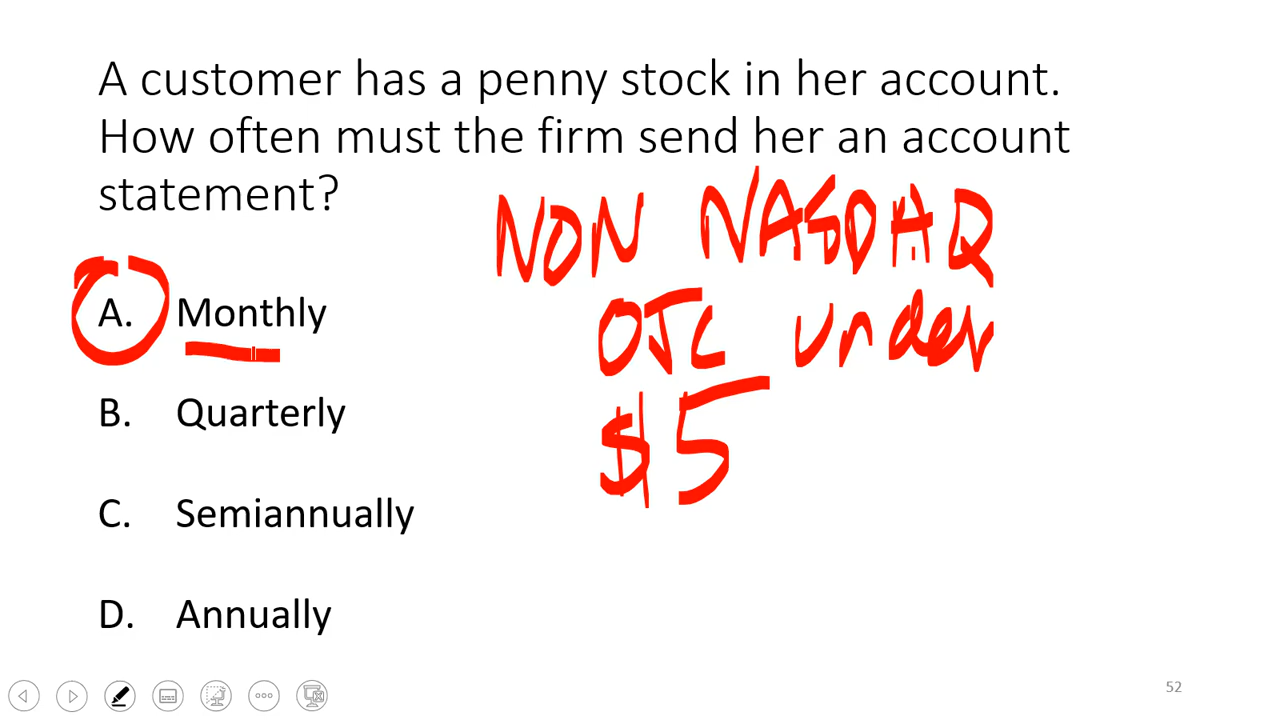 A customer has a penny stock in her account.
How often must the firm send her an account
statement?
NON NASDAQ
OTC under
$5
A. Monthly
B. Quarterly
C. Semiannually
D. Annually
52